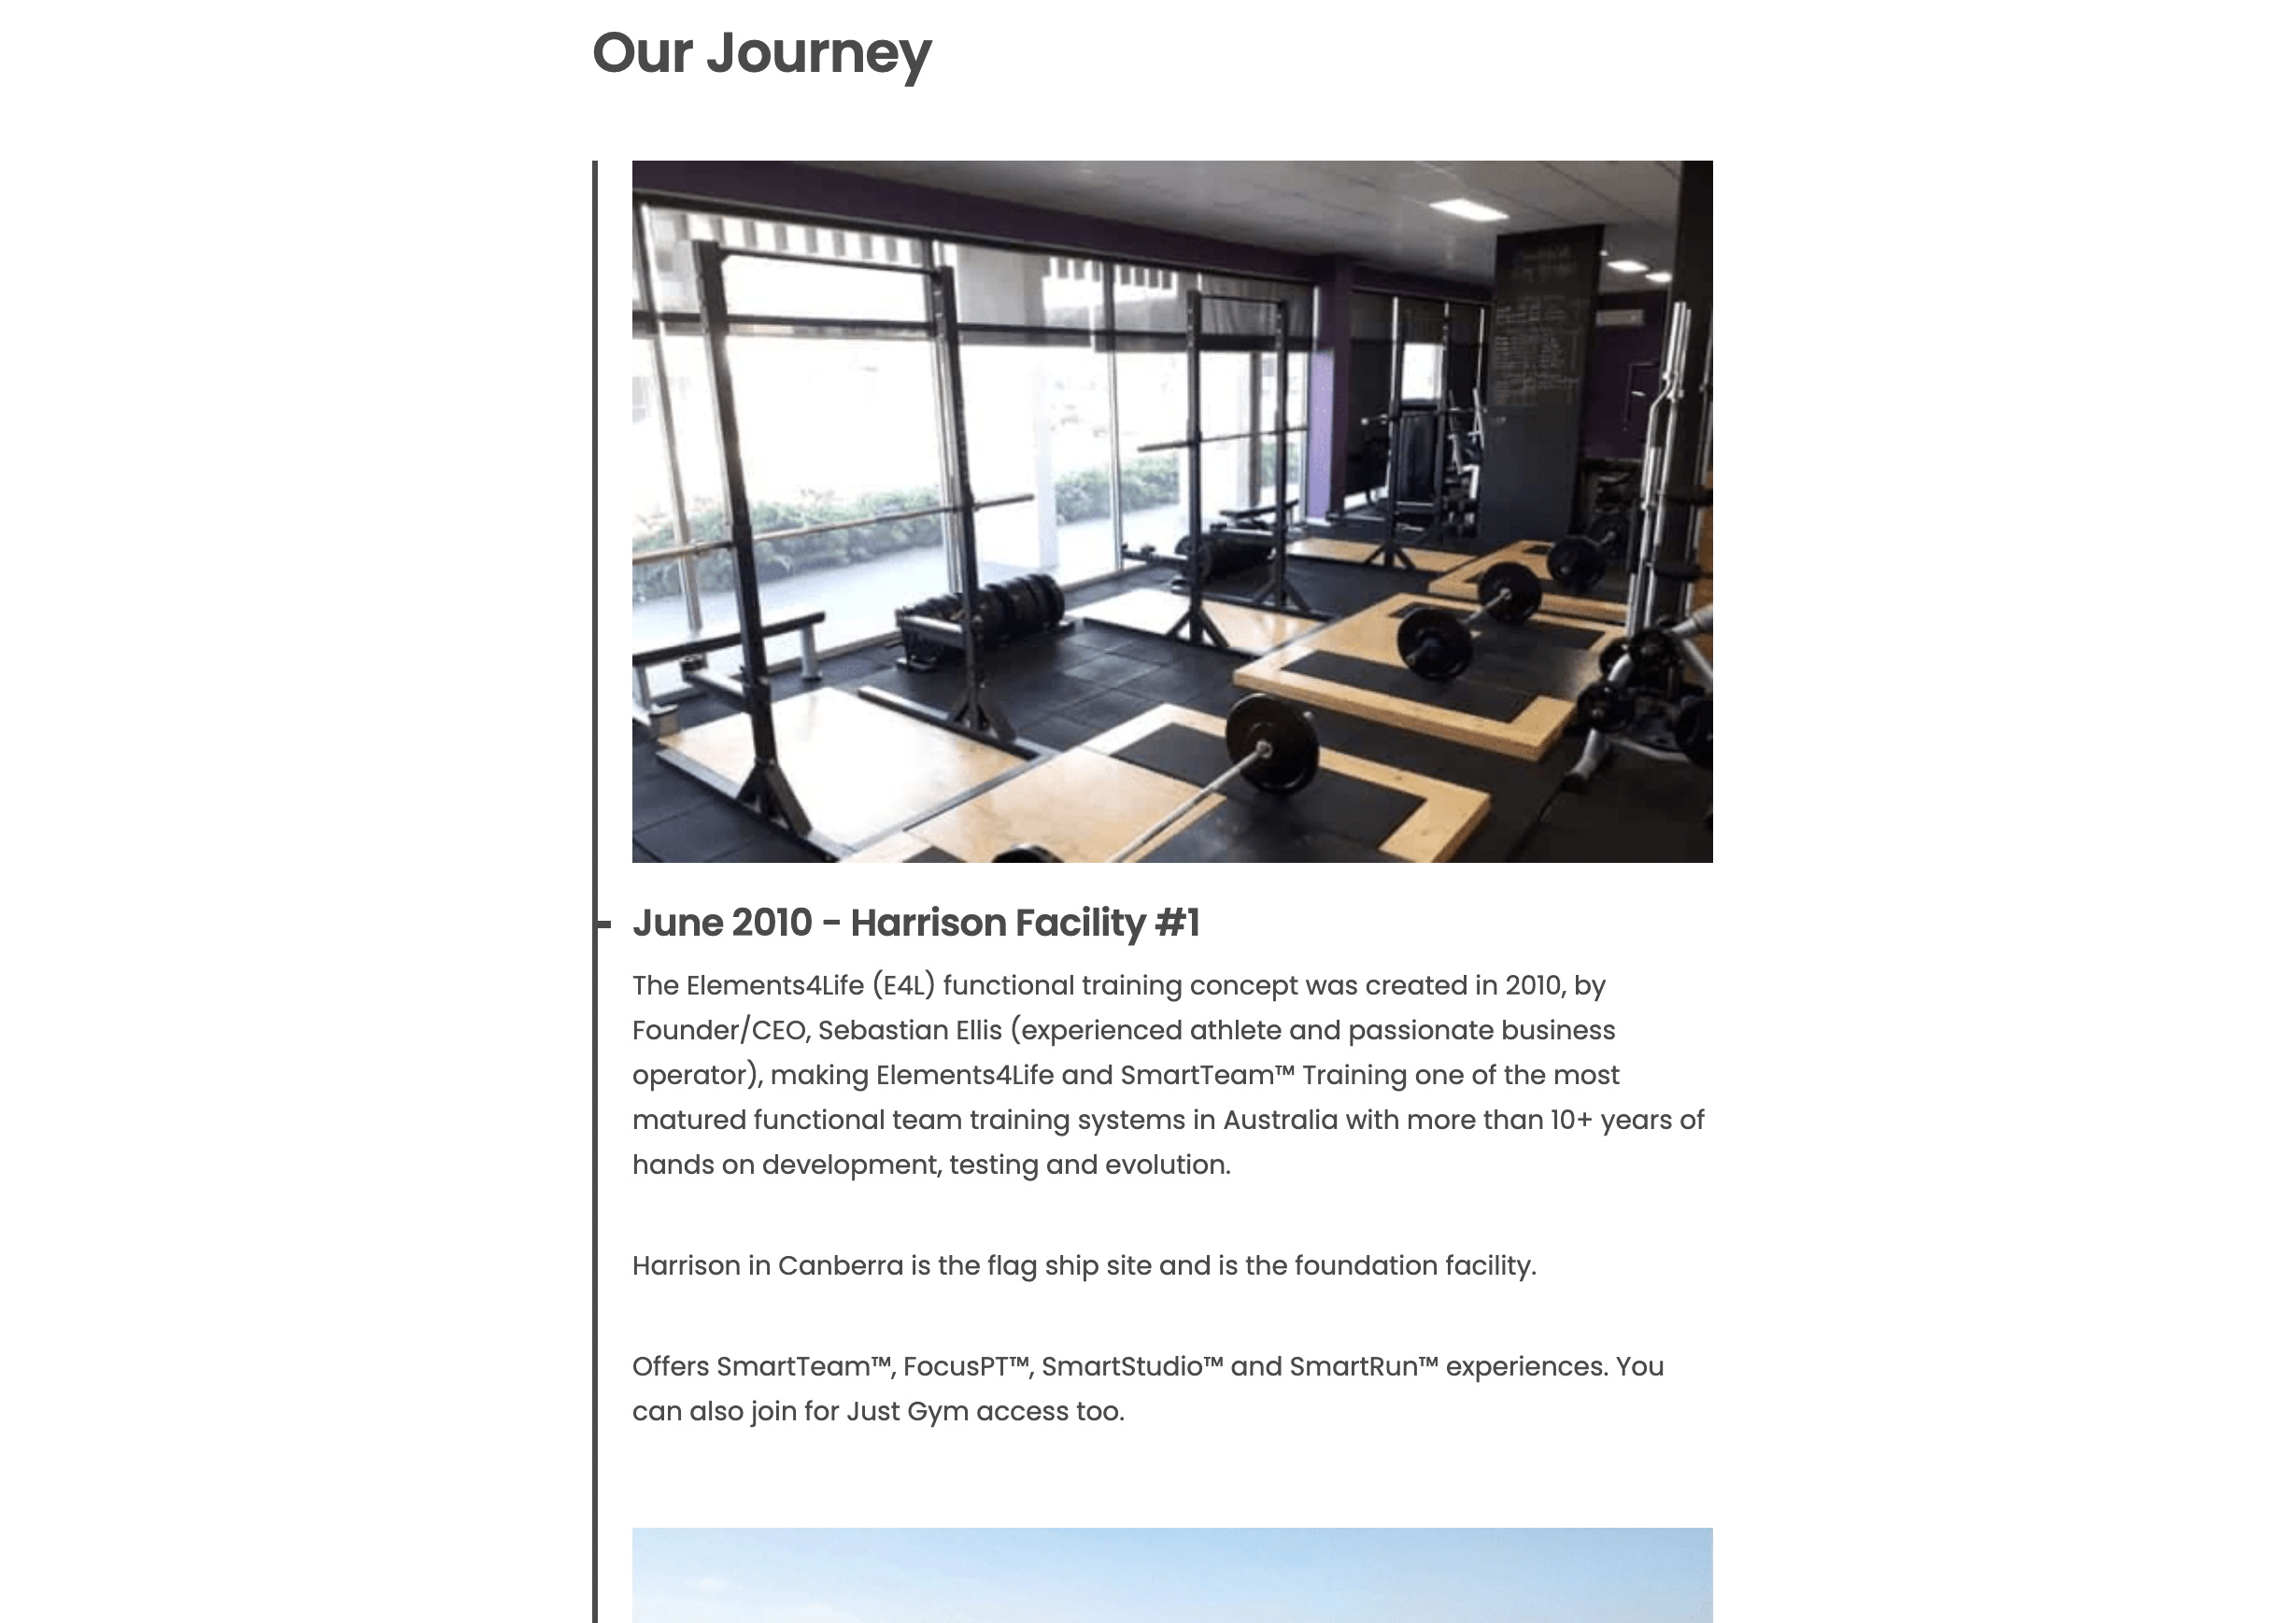 Our Journey
June 2010 - Harrison Facility #1
The Elements4Life (E4L) functional training concept was created in 2010, by
Founder/CEO, Sebastian Ellis (experienced athlete and passionate business
operator), making Elements4Life and SmartTeam™ Training one of the most
matured functional team training systems in Australia with more than 10+ years of
hands on development, testing and evolution.
Harrison in Canberra is the flag ship site and is the foundation facility.
Offers SmartTeam™, FocusPT™, SmartStudio™ and SmartRun™ experiences. You
can also join for Just Gym access too.